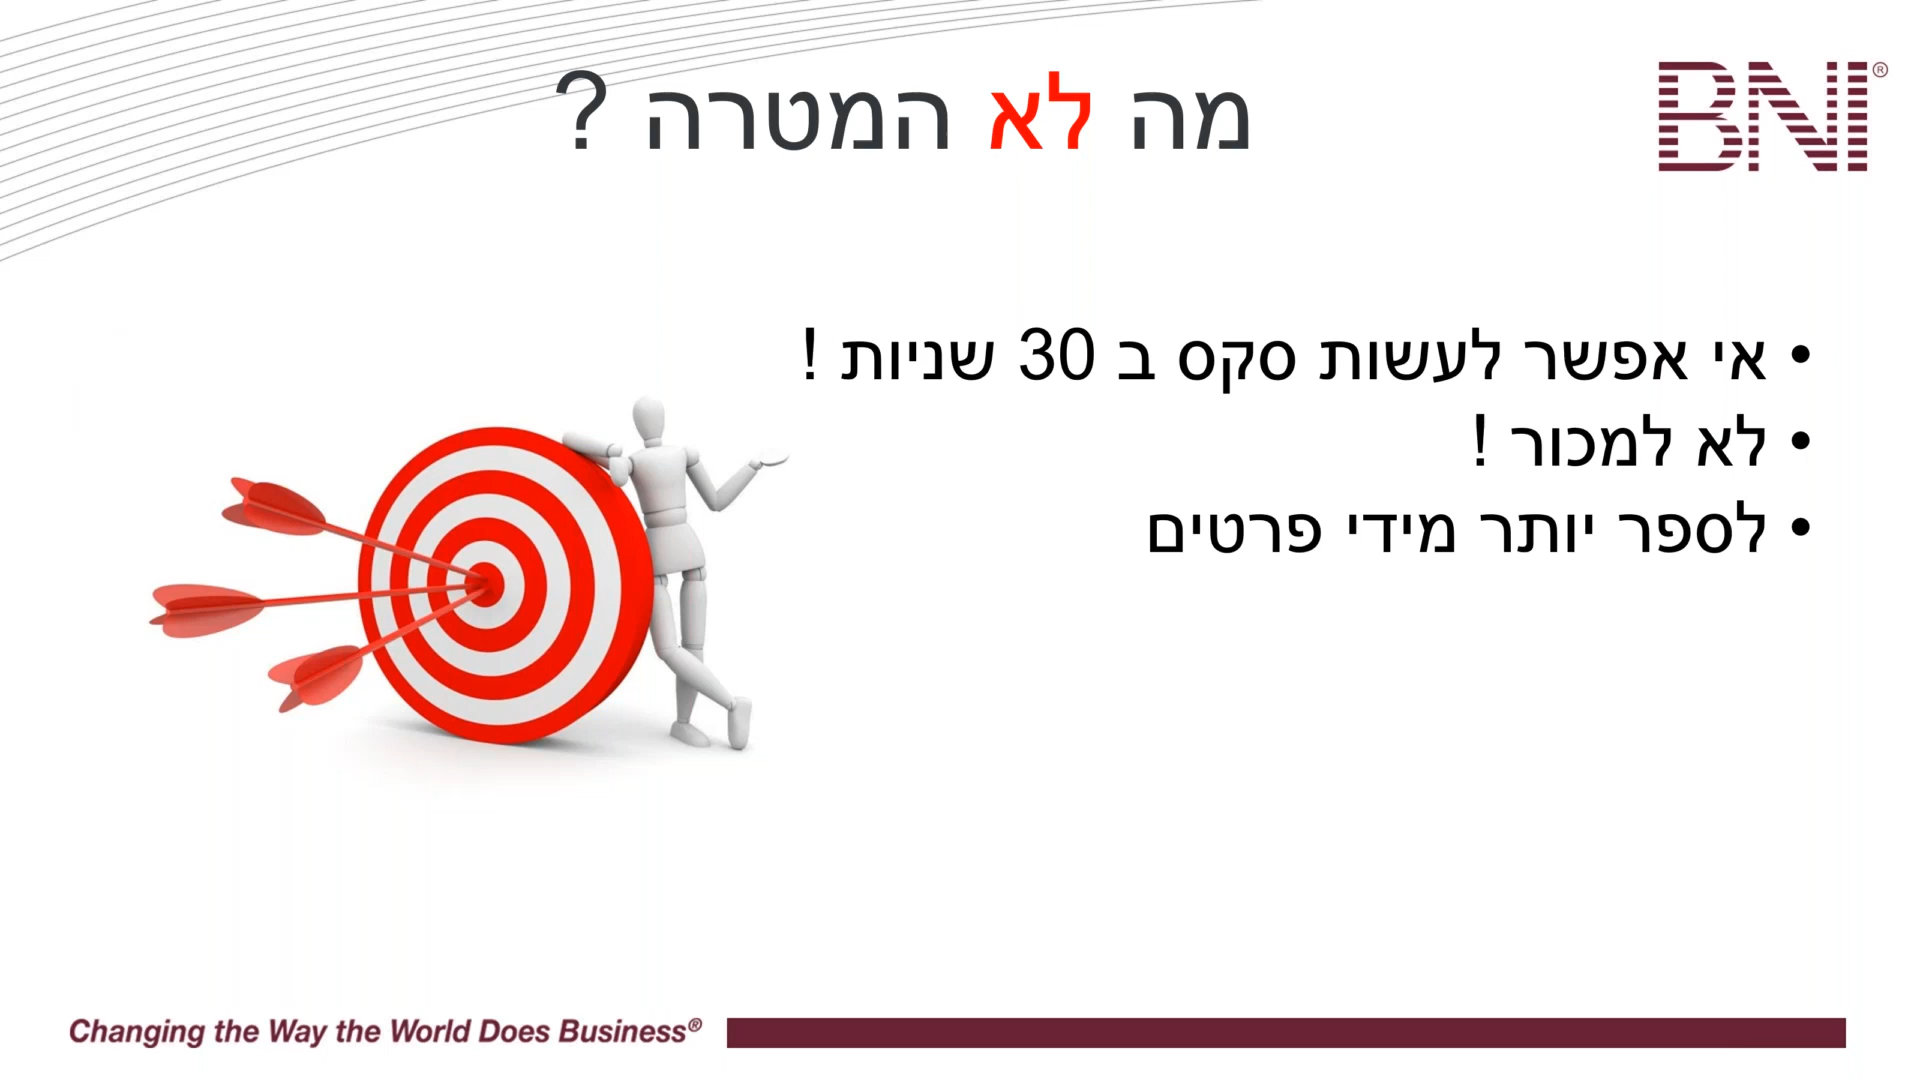 מה לא המטרה ?
BNI®
• אי אפשר לעשות סקס ב 30 שניות !
• לא למכור !
• לספר יותר מידי פרטים
Changing the Way the World Does Business®